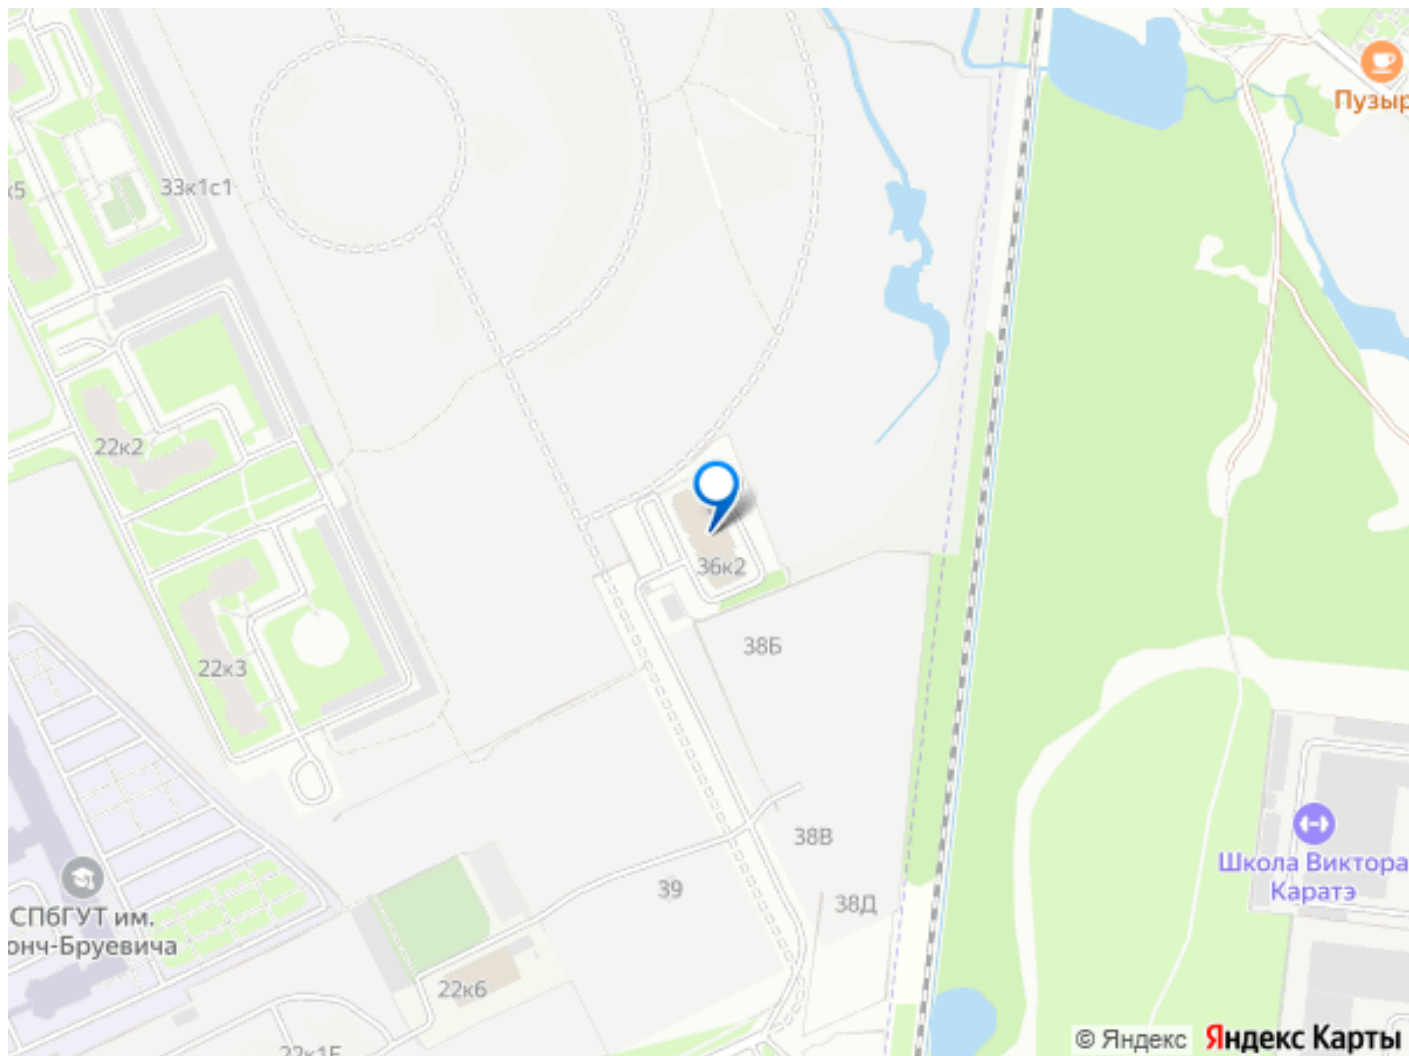 Пузыр
к5
33к1с1
22к2
36к2
38Б
22к3
38В
Школа Виктора
Каратэ
39
38Д
СПбГУТ им.
онч-Бруевича
22к6
© Яндекс
Яндекс Карты